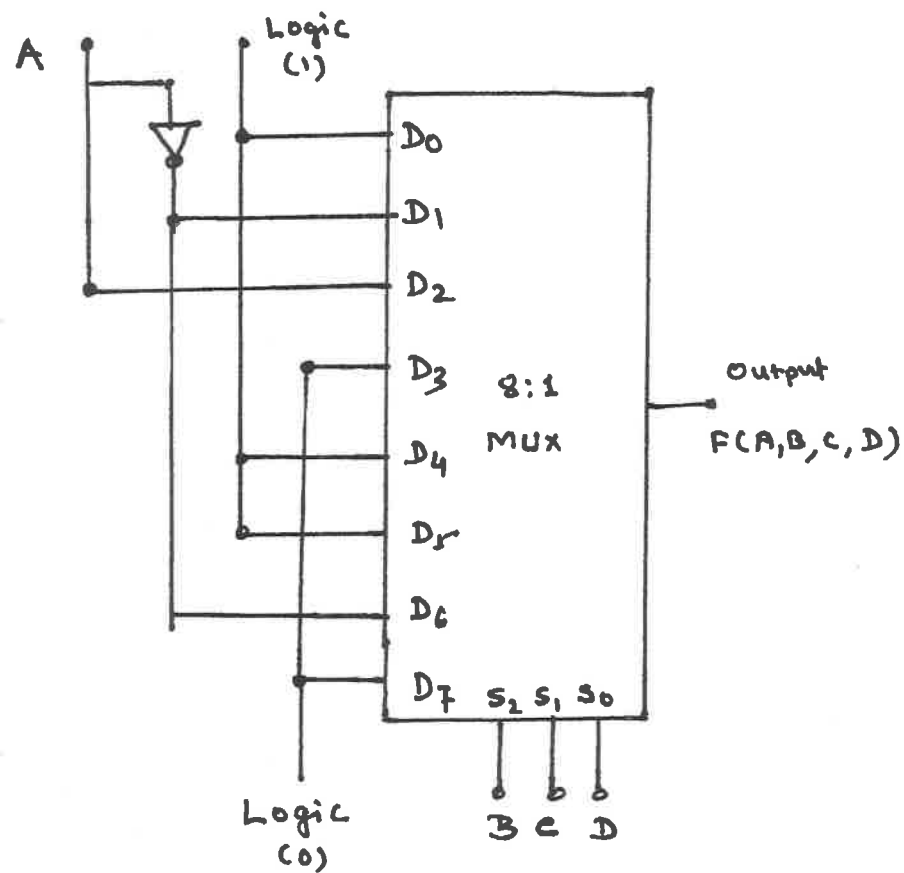 A
Logic
(1)
D0
D1
D2
D3
D4
D5
D6
D7
8:1
MUX
S2 S1 S0
Output
F(A,B,C,D)
B C D
Logic
(0)